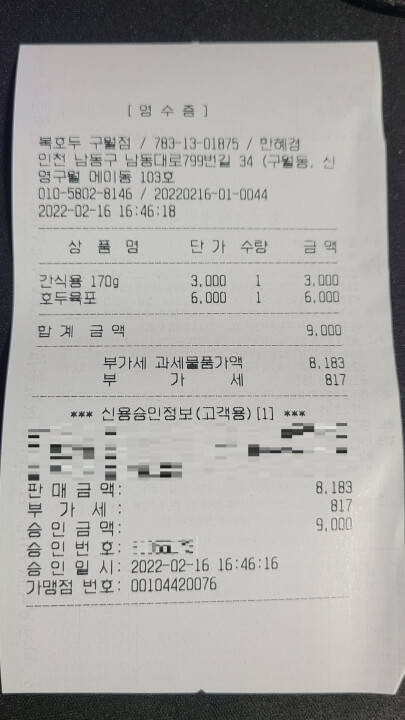 [ 영 수 증 ]
복호두 구월점 / 783-13-01875 / 한혜경
인천 남동구 남동대로799번길 34 (구월동, 신
영구월 메이동 103호
010-5802-8146 / 20220216-01-0044
2022-02-16 16:46:18
상 품 명 단 가 수량 금 액
간식용 170g 3,000 1 3,000
호두육포 6,000 1 6,000
합 계 금 액 9,000
부가세 과세물품가액 8,183
부 가 세 817
*** 신용승인정보(고객용) [1] ***
판 매 금 액: 8,183
부 가 세 : 817
승 인 금 액: 9,000
승 인 번 호:
승 인 일 시: 2022-02-16 16:46:16
가맹점 번호: 00104420076